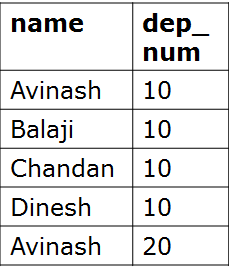 name dep_
num
Avinash 10
Balaji 10
Chandan 10
Dinesh 10
Avinash 20